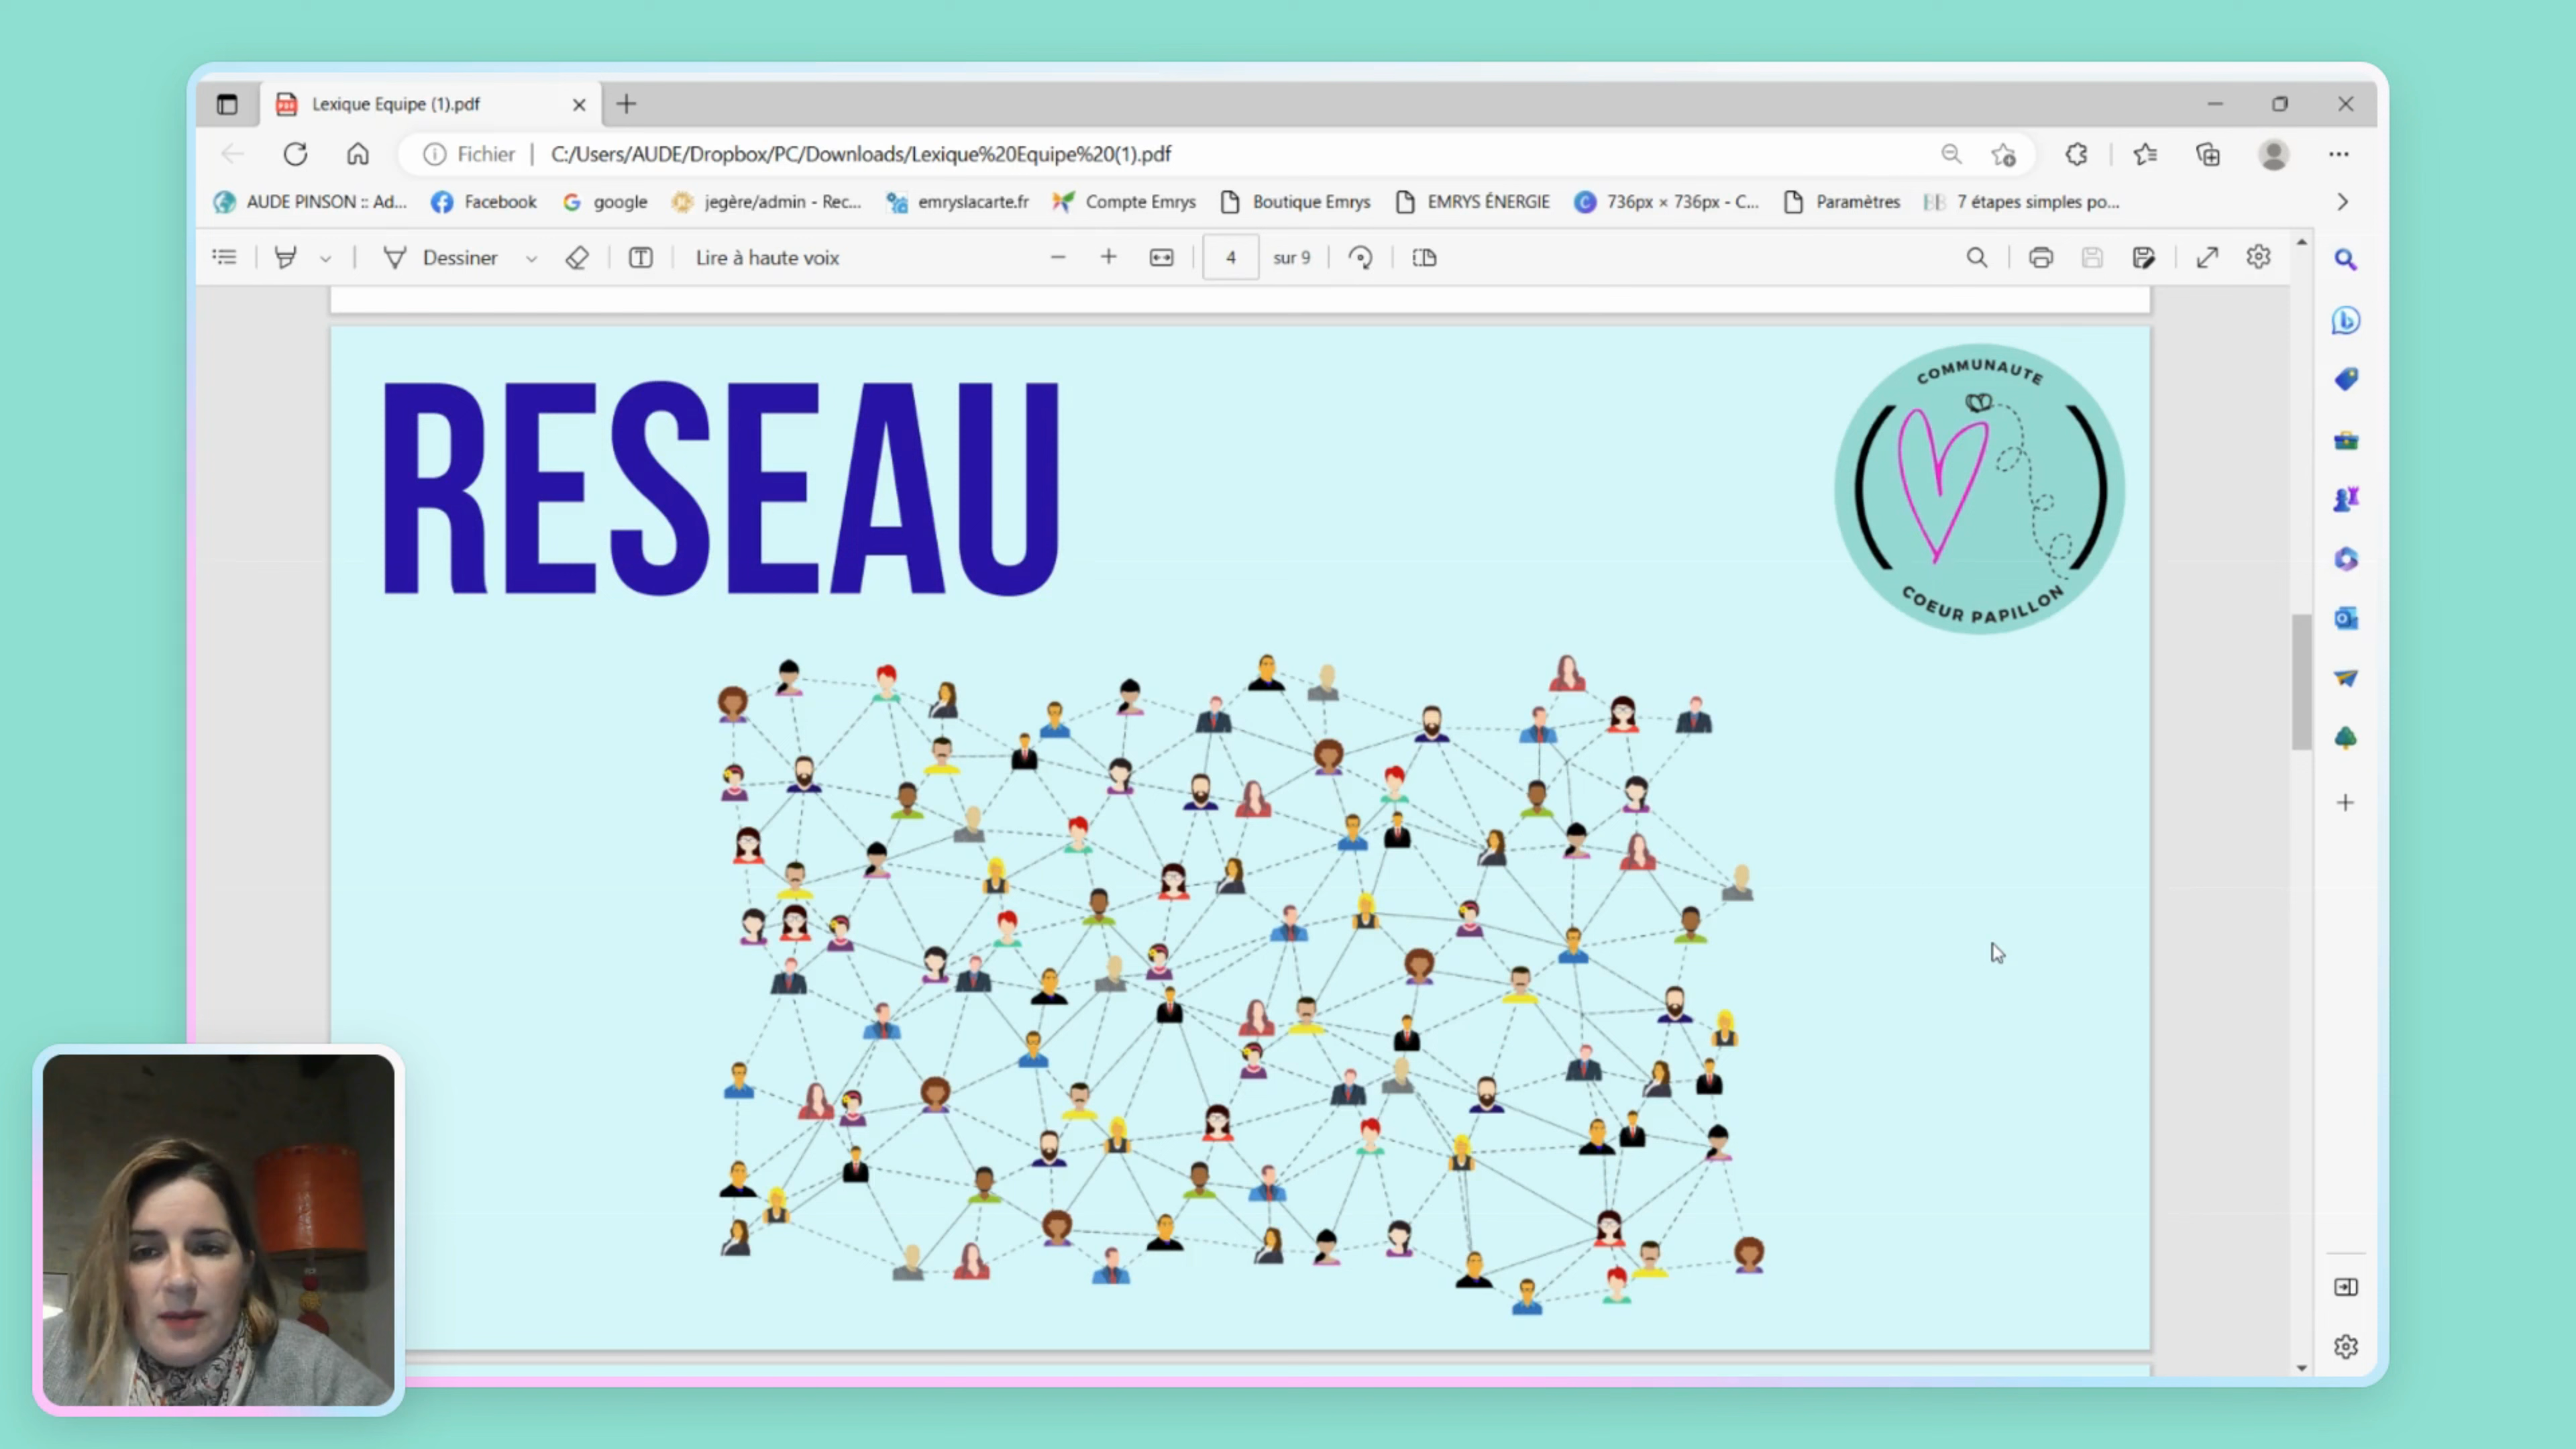 Lexique Equipe (1).pdf
Fichier
C:/Users/AUDE/Dropbox/PC/Downloads/Lexique%20Equipe%20(1).pdf
AUDE PINSON :: Ad...
Facebook
google
jegère/admin - Rec...
emryslacarte.fr
Compte Emrys
Boutique Emrys
EMRYS ÉNERGIE
736px × 736px - C...
Paramètres
BB
7 étapes simples po...
Dessiner
Lire à haute voix
4
sur 9
RESEAU
COMMUNAUTE
COEUR PAPILLON